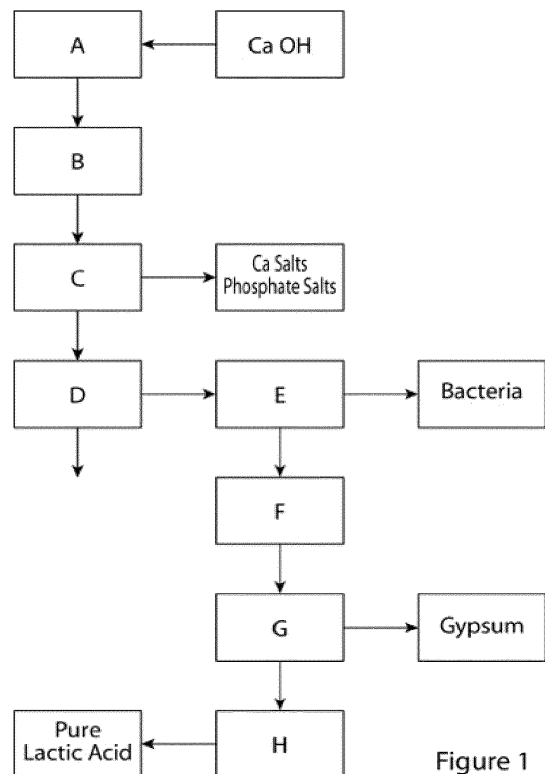 A
Ca OH
B
C
Ca Salts
Phosphate Salts
D
E
Bacteria
F
G
Gypsum
Pure
Lactic Acid
H
Figure 1